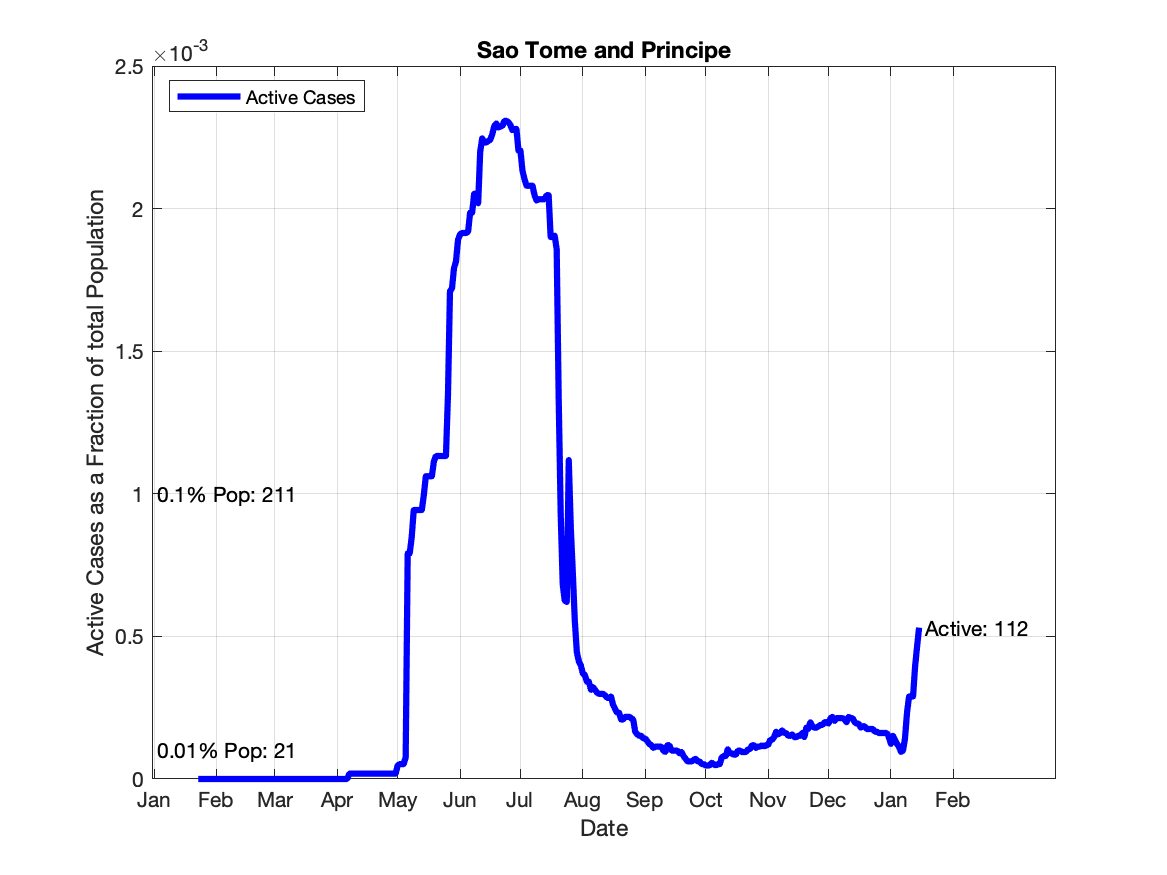 Sao Tome and Principe
×10-3
Active Cases
2.5
2
1.5
1
0.5
0
0.1% Pop: 211
0.01% Pop: 21
Active: 112
Active Cases as a Fraction of total Population
Jan Feb Mar Apr May Jun Jul Aug Sep Oct Nov Dec Jan Feb
Date